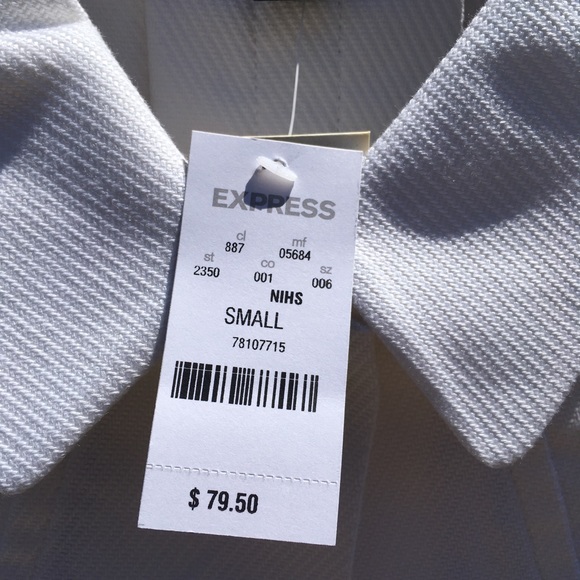 EXPRESS
cl mf
887 05684
st co sz
2350 001 006
NIHS
SMALL
78107715
$ 79.50